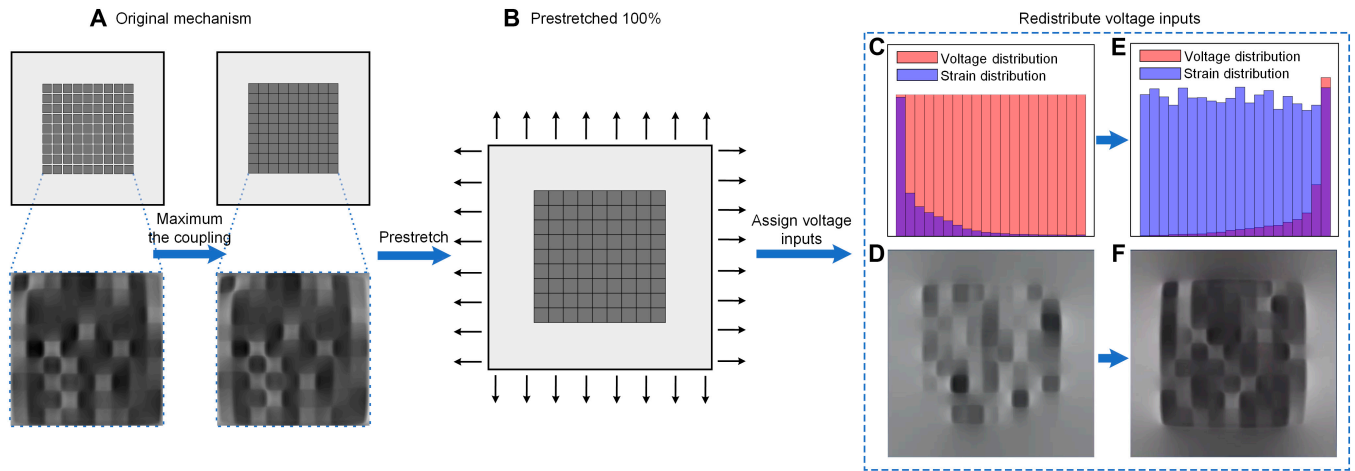 A Original mechanism
B Prestretched 100%
Redistribute voltage inputs
C
Voltage distribution
Strain distribution
E
Voltage distribution
Strain distribution
Maximum
the coupling
Prestretch
Assign voltage
inputs
D
F